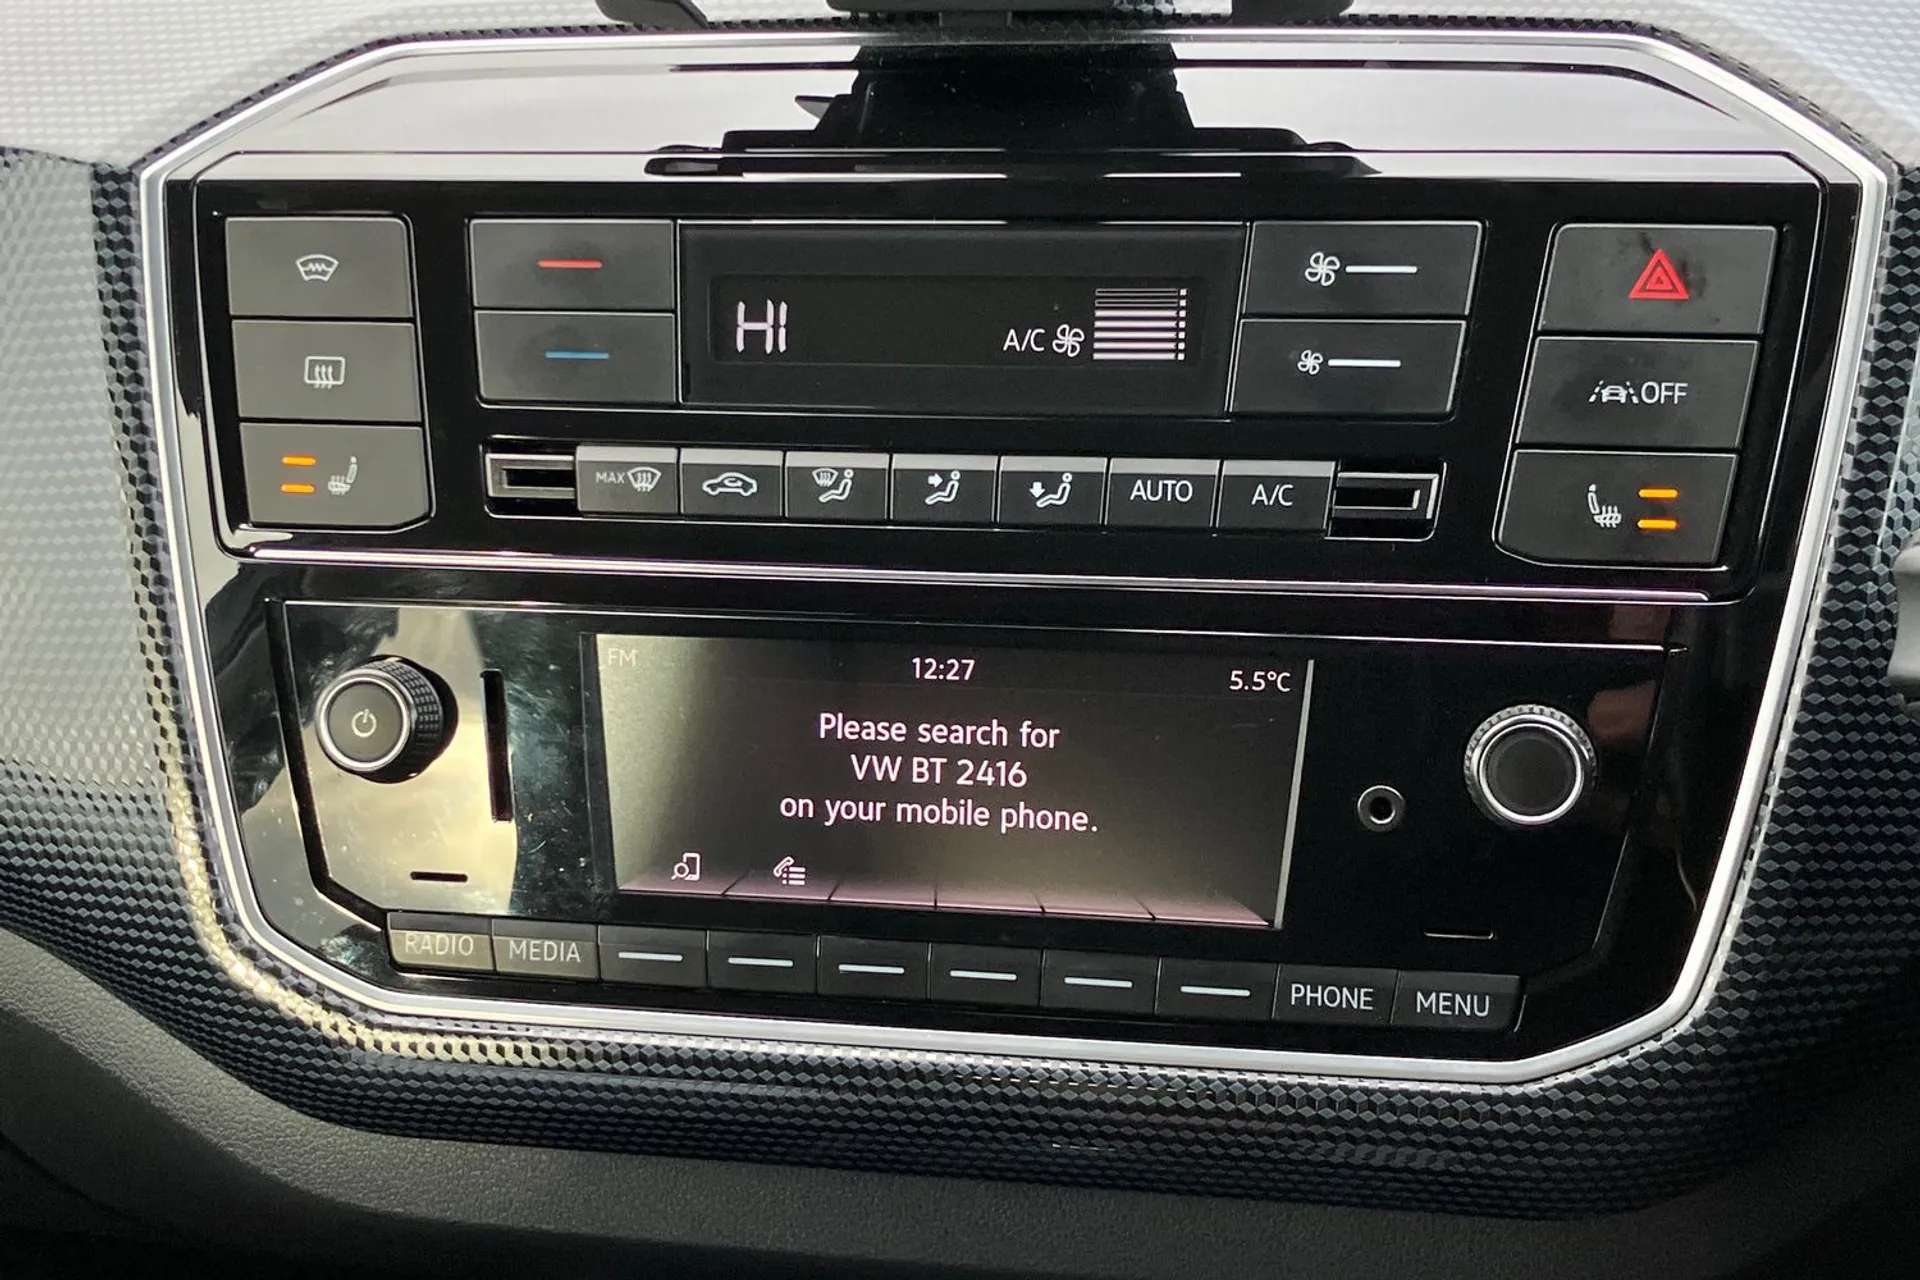 HI
A/C
OFF
MAX
AUTO
A/C
FM
12:27
5.5°C
Please search for
VW BT 2416
on your mobile phone.
RADIO
MEDIA
PHONE
MENU